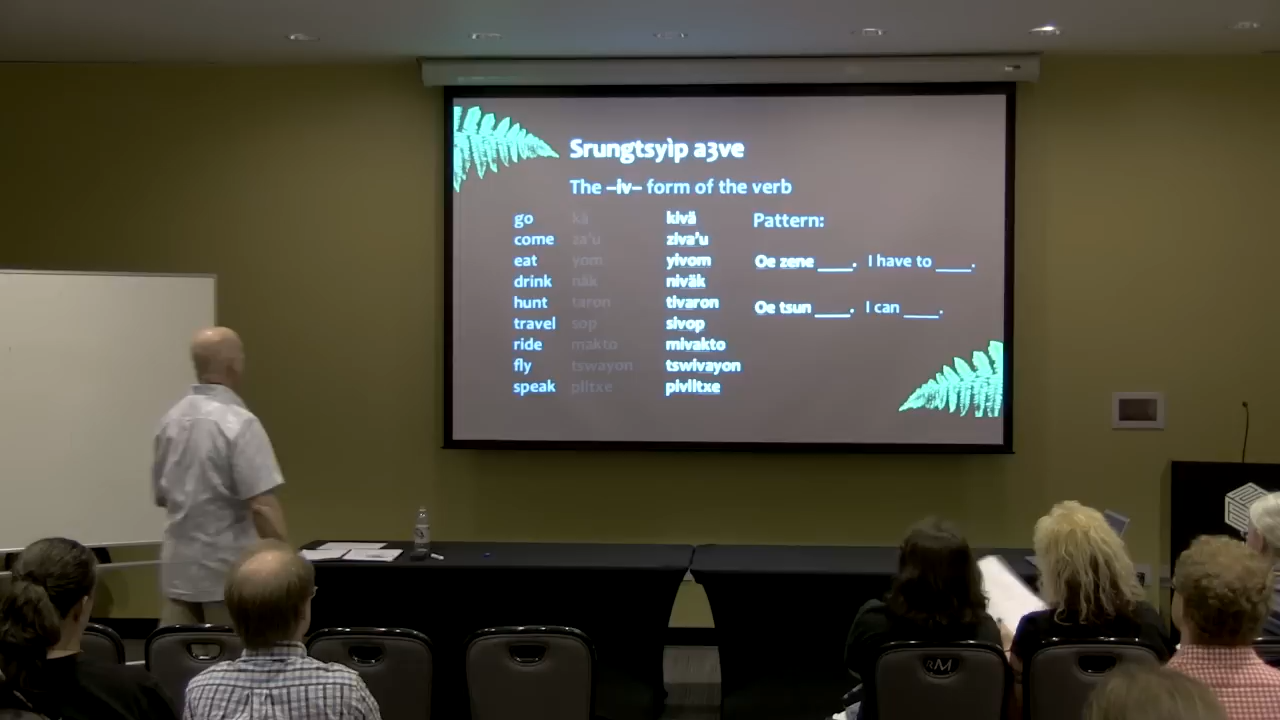 Srungtsyìp a3ve
The –iv– form of the verb
go kä kivä
come za'u ziva'u
eat yom yivom
drink näk niväk
hunt taron tivaron
travel sop sivop
ride makto mivakto
fly tswayon tswivayon
speak plltxe pivlltxe
Pattern:
Oe zene ____. I have to ____.
Oe tsun ____. I can ____.